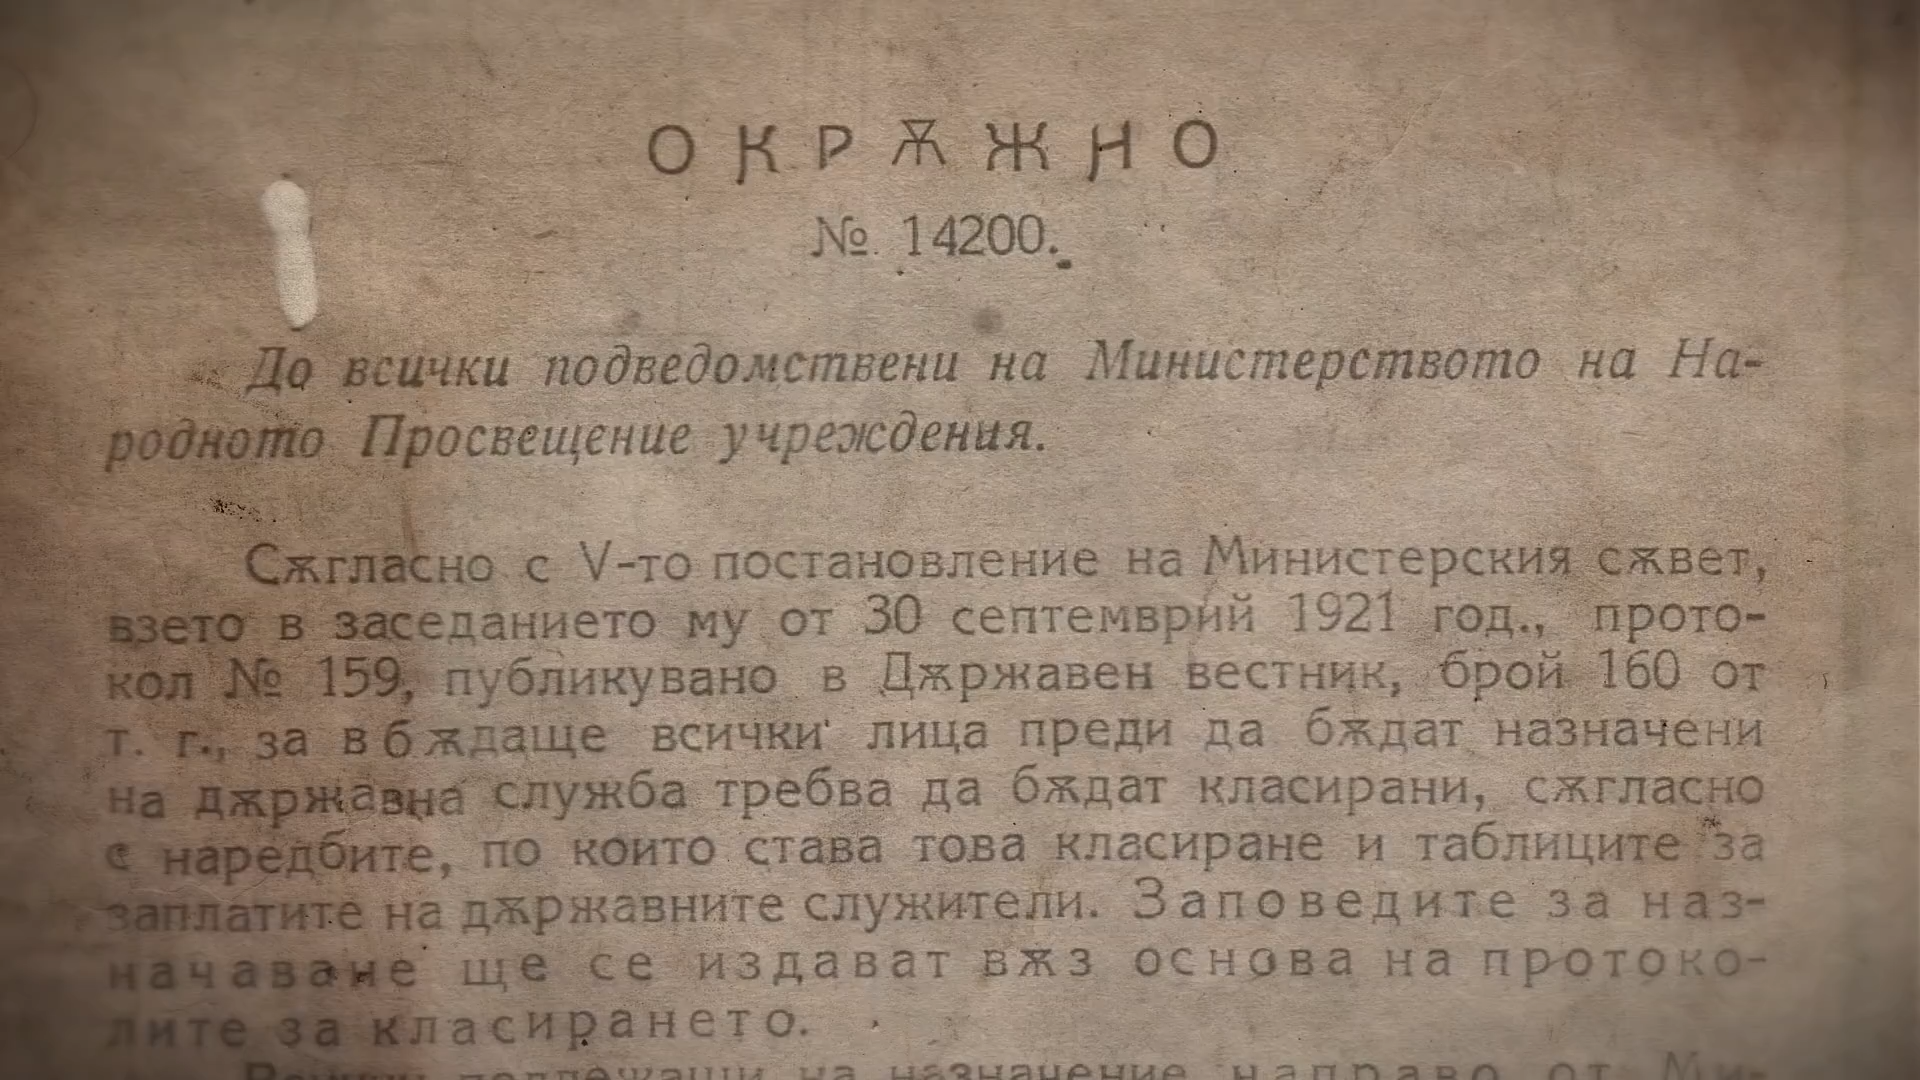 ОКРѪЖНО
№. 14200.
До всички подведомствени на Министерството на На-
родното Просвещение учреждения.
Сѫгласно с V-то постановление на Министерския сѫвет,
взето в заседанието му от 30 септемврий 1921 год., прото-
кол № 159, публикувано в Дѫржавен вестник, брой 160 от
т. г., за в бѫдаще всички лица преди да бѫдат назначени
на дѫржавна служба требва да бѫдат класирани, сѫгласно
с наредбите, по които става това класиране и таблиците за
заплатите на дѫржавните служители. Заповедите за наз-
начаване ще се издават вѫз основа на протоко-
лите за класирането.
Всички подлежащи на назначение направо от Ми-